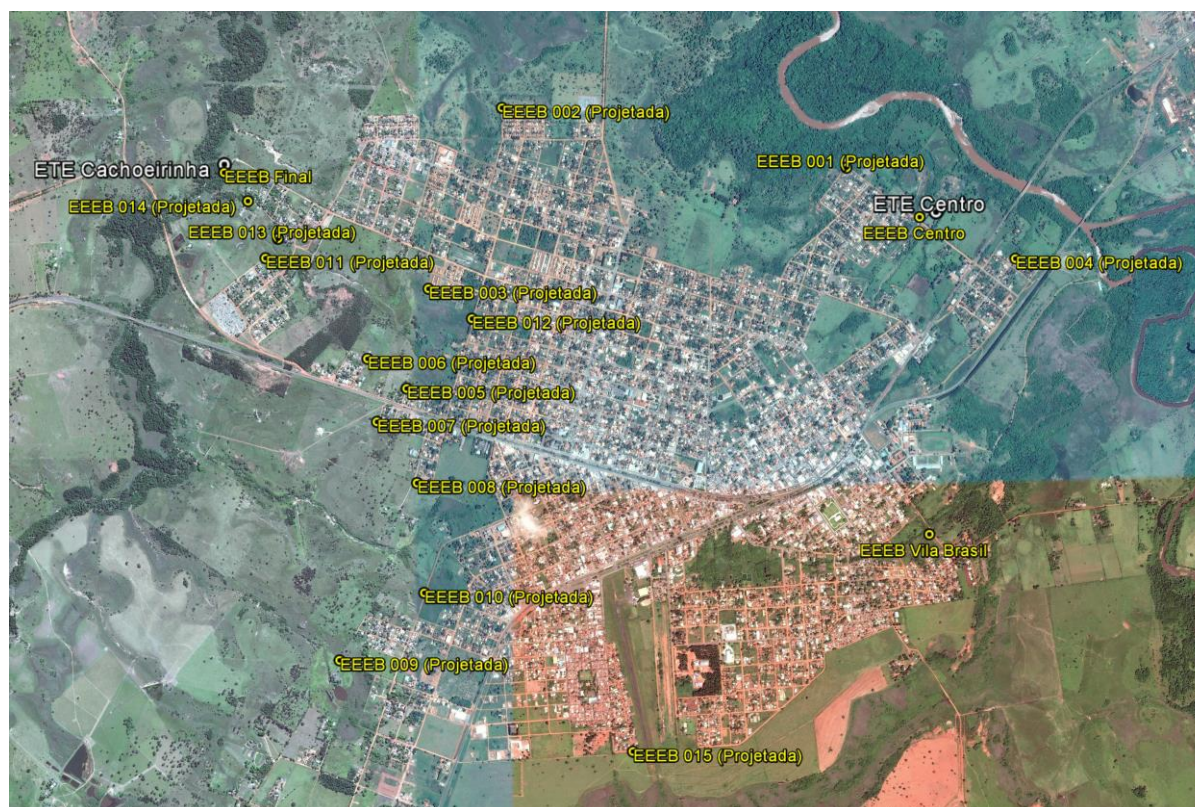 EEEB 002 (Projetada)
EEEB 001 (Projetada)
ETE Cachoeirinha
EEEB Final
EEEB 014 (Projetada)
ETE Centro
EEEB 013 (Projetada)
EEEB Centro
EEEB 011 (Projetada)
EEEB 004 (Projetada)
EEEB 003 (Projetada)
EEEB 012 (Projetada)
EEEB 006 (Projetada)
EEEB 005 (Projetada)
EEEB 007 (Projetada)
EEEB 008 (Projetada)
EEEB Vila Brasil
EEEB 010 (Projetada)
EEEB 009 (Projetada)
EEEB 015 (Projetada)